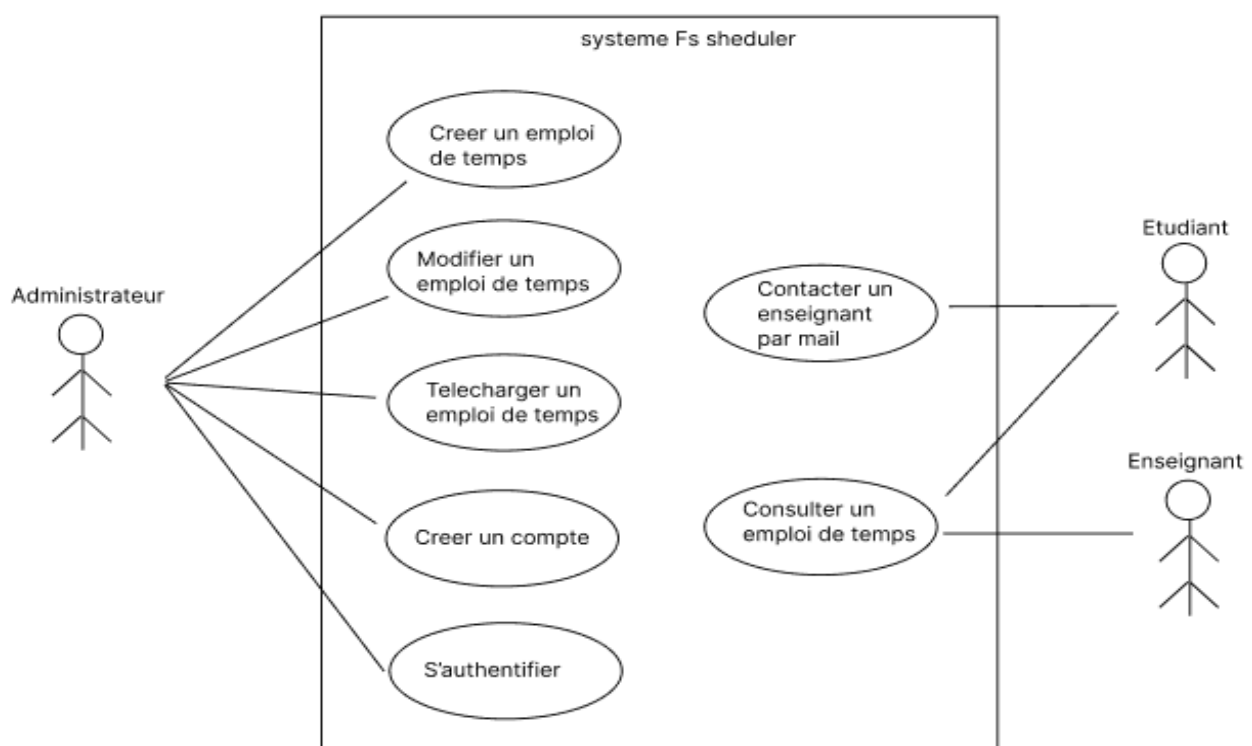 systeme Fs sheduler
Creer un emploi
de temps
Modifier un
emploi de temps
Telecharger un
emploi de temps
Creer un compte
S'authentifier
Administrateur
Contacter un
enseignant
par mail
Consulter un
emploi de temps
Etudiant
Enseignant